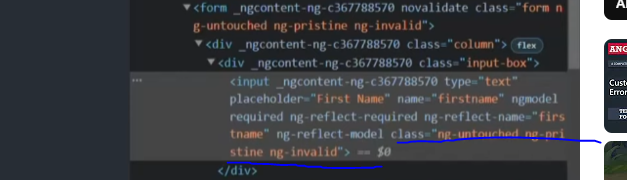 <form _ngcontent-ng-c367788570 novalidate class="form n
g-untouched ng-pristine ng-invalid">
<div _ngcontent-ng-c367788570 class="column"> flex
<div _ngcontent-ng-c367788570 class="input-box">
<input _ngcontent-ng-c367788570 type="text"
placeholder="First Name" name="firstname" ngmodel
required ng-reflect-required ng-reflect-name="firs
tname" ng-reflect-model class="ng-untouched ng-pri
stine ng-invalid"> == $0
</div>
ANG
Custo
Error